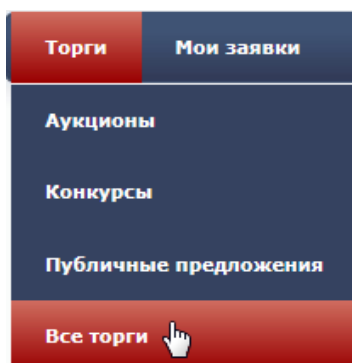 Торги Мои заявки
Аукционы
Конкурсы
Публичные предложения
Все торги